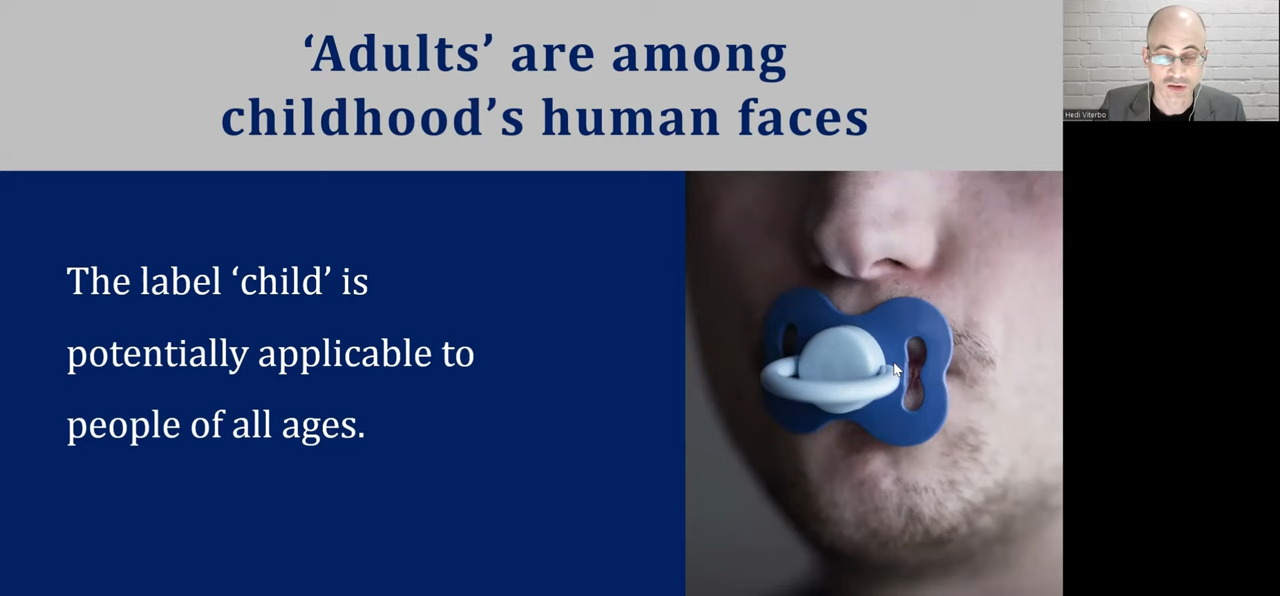 ‘Adults’ are among
childhood’s human faces
The label ‘child’ is
potentially applicable to
people of all ages.
Hedi Viterbo